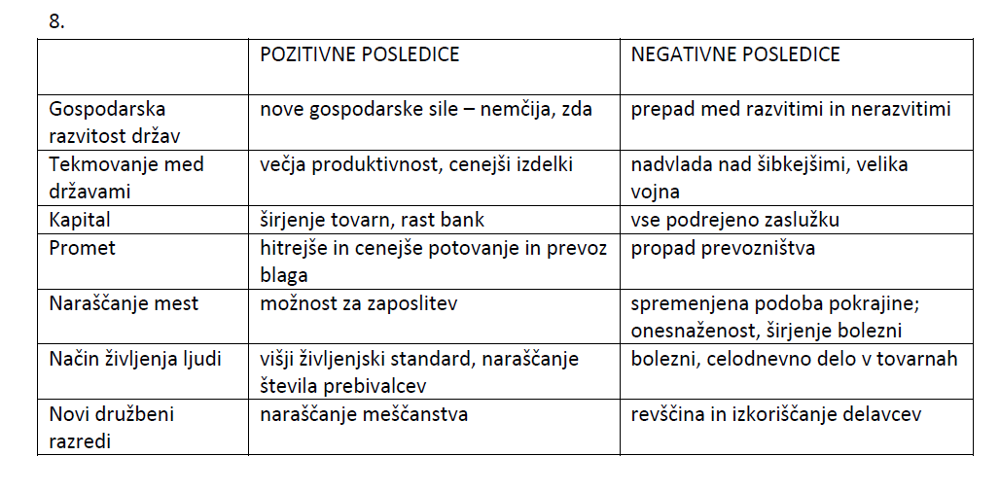 8.
POZITIVNE POSLEDICE
NEGATIVNE POSLEDICE
Gospodarska
razvitost držav
nove gospodarske sile – nemčija, zda
prepad med razvitimi in nerazvitimi
Tekmovanje med
državami
večja produktivnost, cenejši izdelki
nadvlada nad šibkejšimi, velika
vojna
Kapital
širjenje tovarn, rast bank
vse podrejeno zaslužku
Promet
hitrejše in cenejše potovanje in prevoz
blaga
propad prevozništva
Naraščanje mest
možnost za zaposlitev
spremenjena podoba pokrajine;
onesnaženost, širjenje bolezni
Način življenja ljudi
višji življenjski standard, naraščanje
števila prebivalcev
bolezni, celodnevno delo v tovarnah
Novi družbeni
razredi
naraščanje meščanstva
revščina in izkoriščanje delavcev